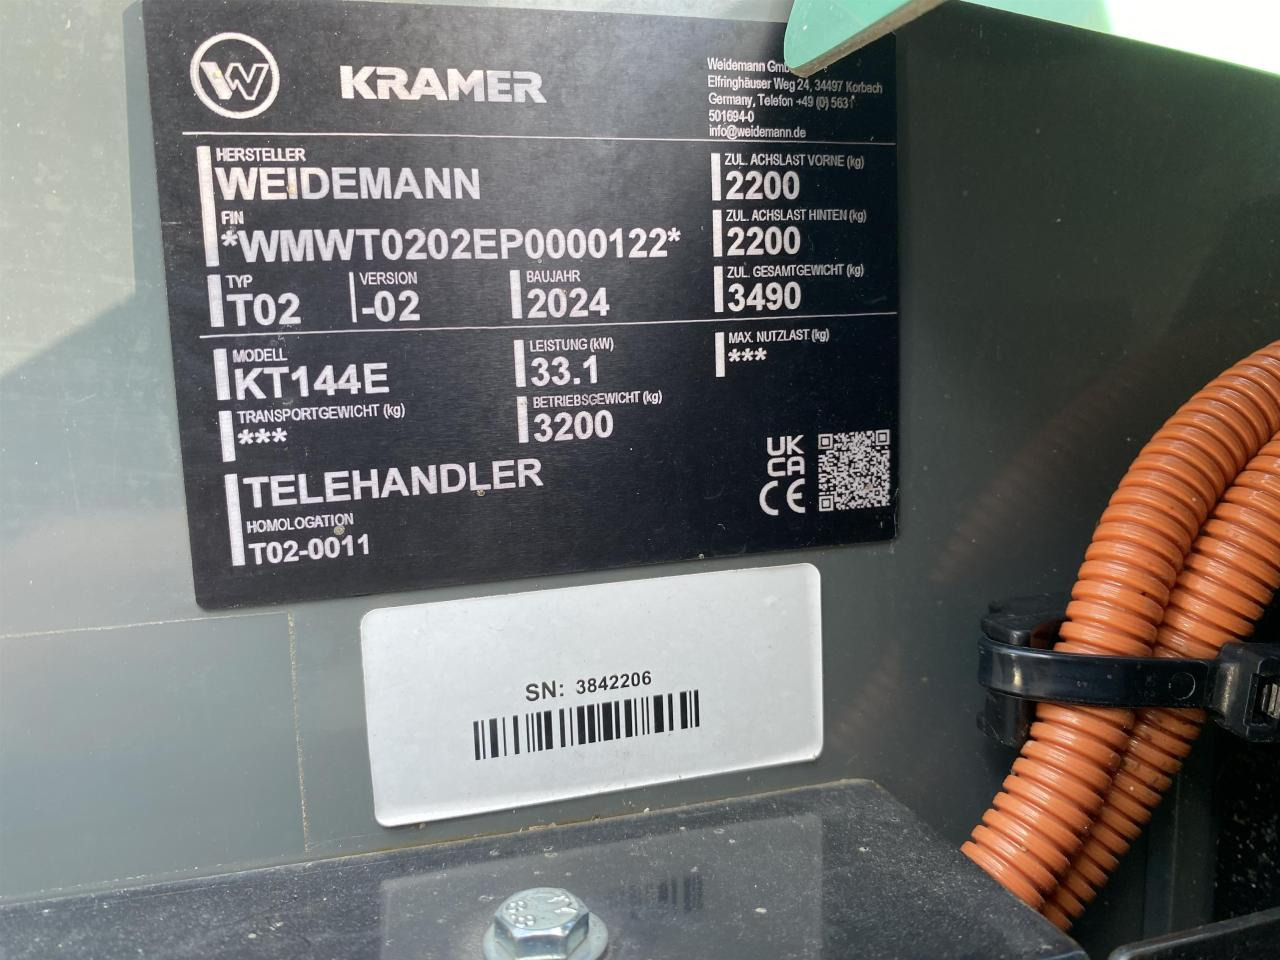 W KRAMER
Weidemann
Elfringhäuser Weg 24, 34497 Korbach
Germany, Telefon +49 (0) 5631
501694-0
info@weidemann.de
HERSTELLER
WEIDEMANN
FIN
*WMWT0202EP0000122*
TYP VERSION BAUJAHR
T02 -02 2024
ZUL. ACHSLAST VORNE (kg)
2200
ZUL. ACHSLAST HINTEN (kg)
2200
ZUL. GESAMTGEWICHT (kg)
3490
MODELL
KT144E
LEISTUNG (kW)
33.1
MAX. NUTZLAST (kg)
***
TRANSPORTGEWICHT (kg)
***
BETRIEBSGEWICHT (kg)
3200
TELEHANDLER
HOMOLOGATION
T02-0011
UK
CA
CE
SN: 3842206
8.8